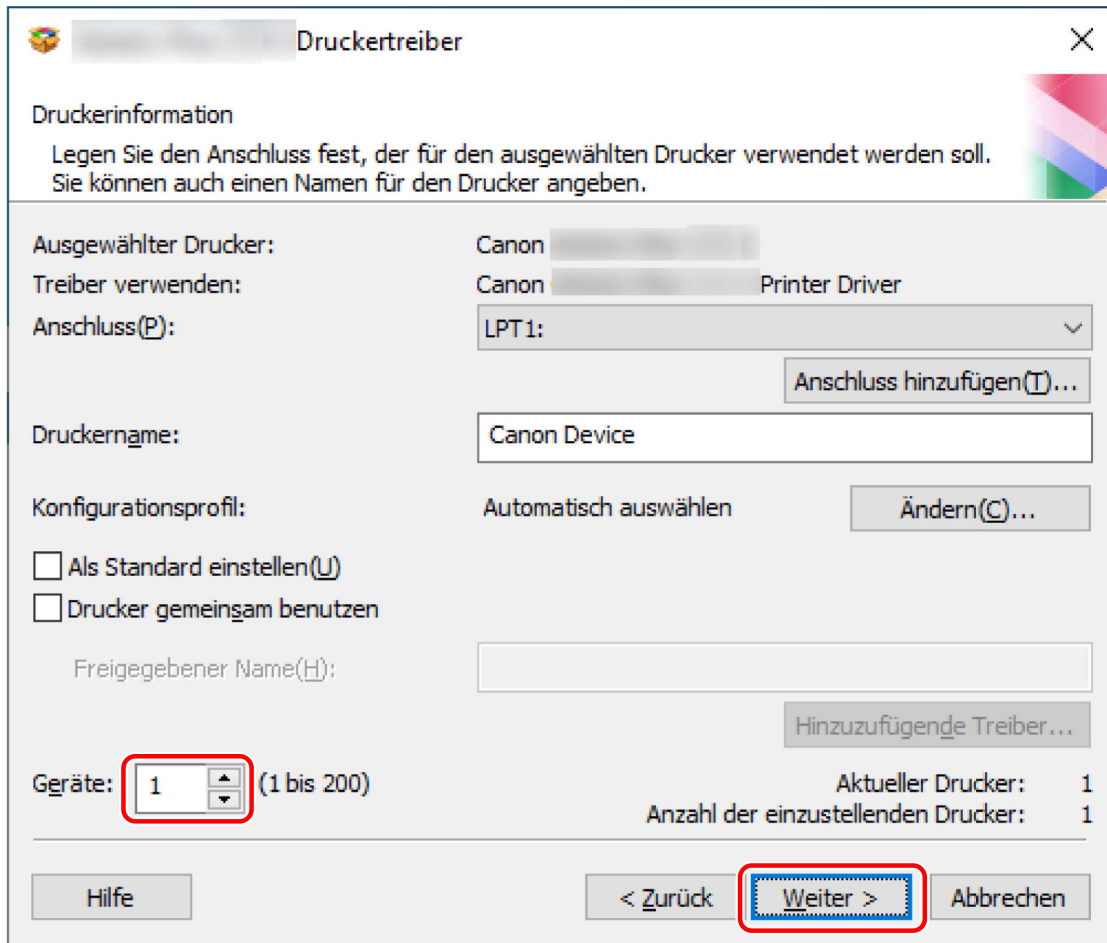 Druckertreiber
Druckerinformation
Legen Sie den Anschluss fest, der für den ausgewählten Drucker verwendet werden soll.
Sie können auch einen Namen für den Drucker angeben.
Ausgewählter Drucker: Canon
Treiber verwenden: Canon Printer Driver
Anschluss(P): LPT1:
Anschluss hinzufügen(T)...
Druckername: Canon Device
Konfigurationsprofil: Automatisch auswählen Ändern(C)...
Als Standard einstellen(U)
Drucker gemeinsam benutzen
Freigegebener Name(H):
Hinzuzufügende Treiber...
Geräte: 1 (1 bis 200) Aktueller Drucker: 1
Anzahl der einzustellenden Drucker: 1
Hilfe < Zurück Weiter > Abbrechen